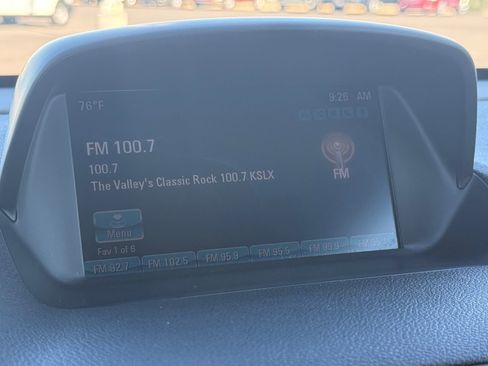 76°F
9:26 AM
FM 100.7
100.7
The Valley's Classic Rock 100.7 KSLX
FM
Menu
Fav 1 of 6
FM 92.7 FM 102.5 FM 95.9 FM 95.5 FM 99.9